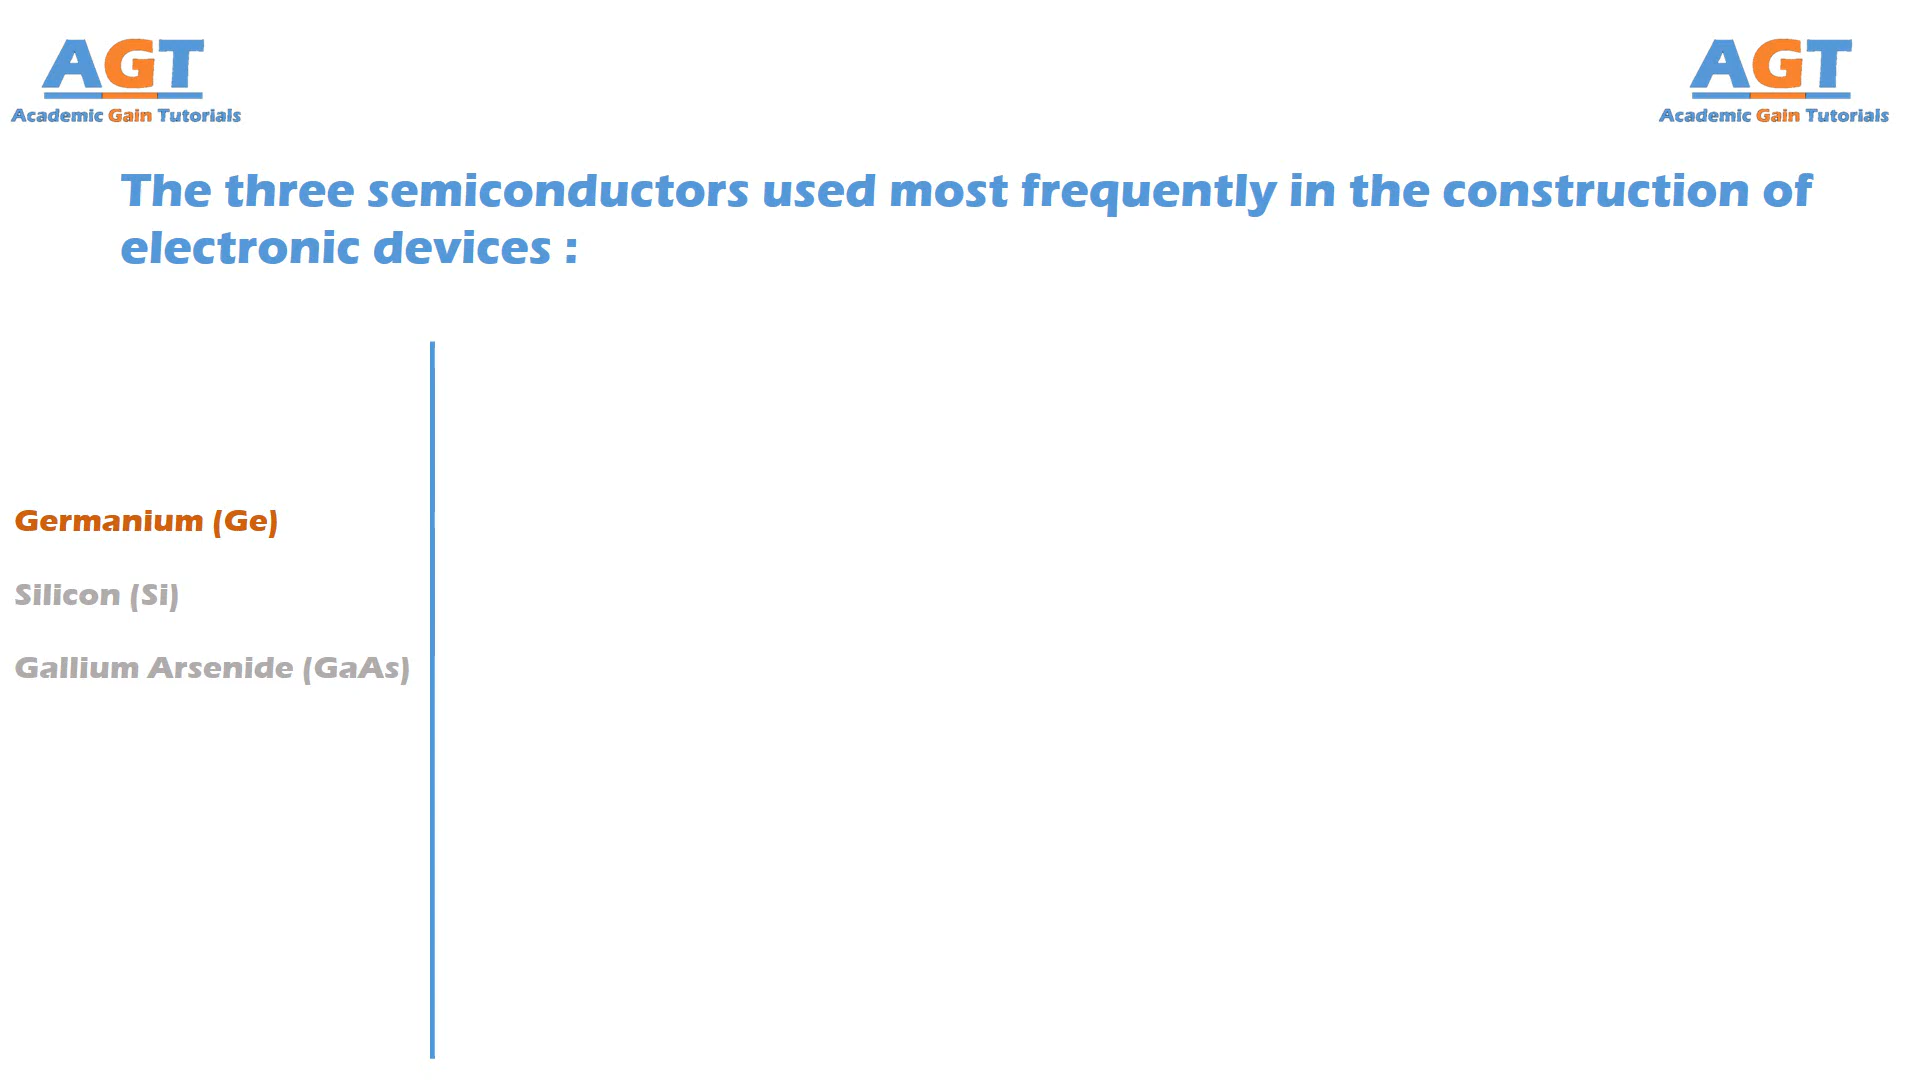 AGT
Academic Gain Tutorials
AGT
Academic Gain Tutorials
The three semiconductors used most frequently in the construction of
electronic devices :
Germanium (Ge)
Silicon (Si)
Gallium Arsenide (GaAs)